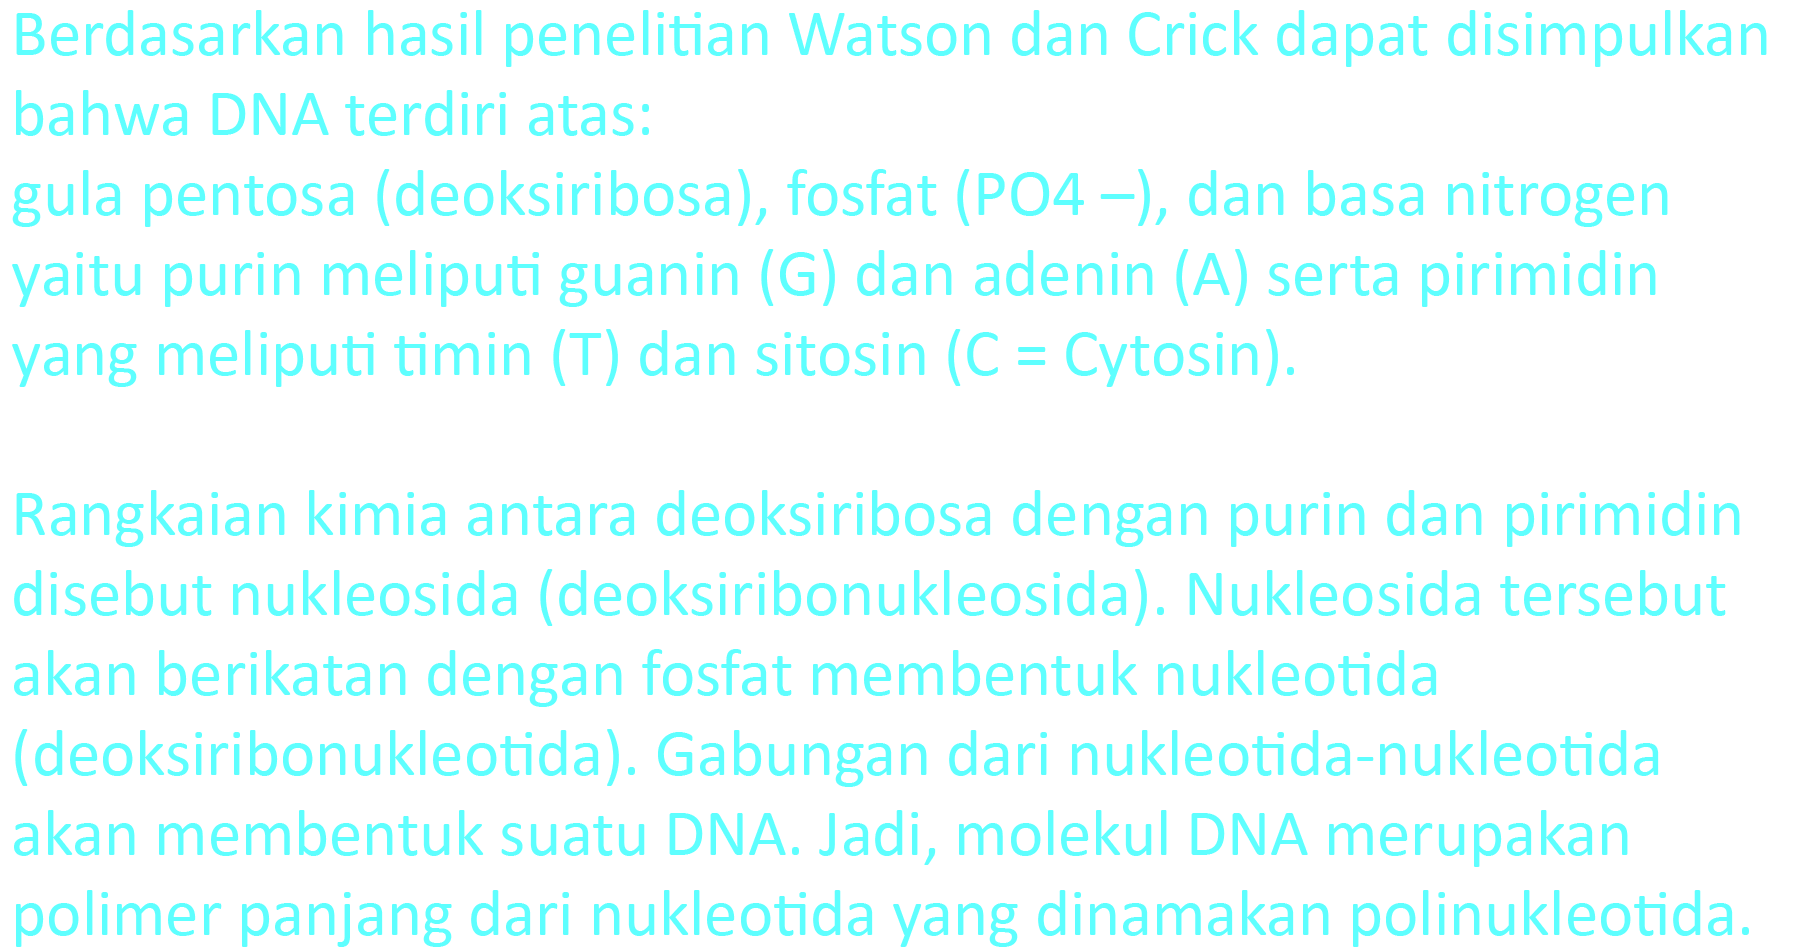 Berdasarkan hasil penelitian Watson dan Crick dapat disimpulkan
bahwa DNA terdiri atas:
gula pentosa (deoksiribosa), fosfat (PO4 –), dan basa nitrogen
yaitu purin meliputi guanin (G) dan adenin (A) serta pirimidin
yang meliputi timin (T) dan sitosin (C = Cytosin).
Rangkaian kimia antara deoksiribosa dengan purin dan pirimidin
disebut nukleosida (deoksiribonukleosida). Nukleosida tersebut
akan berikatan dengan fosfat membentuk nukleotida
(deoksiribonukleotida). Gabungan dari nukleotida-nukleotida
akan membentuk suatu DNA. Jadi, molekul DNA merupakan
polimer panjang dari nukleotida yang dinamakan polinukleotida.